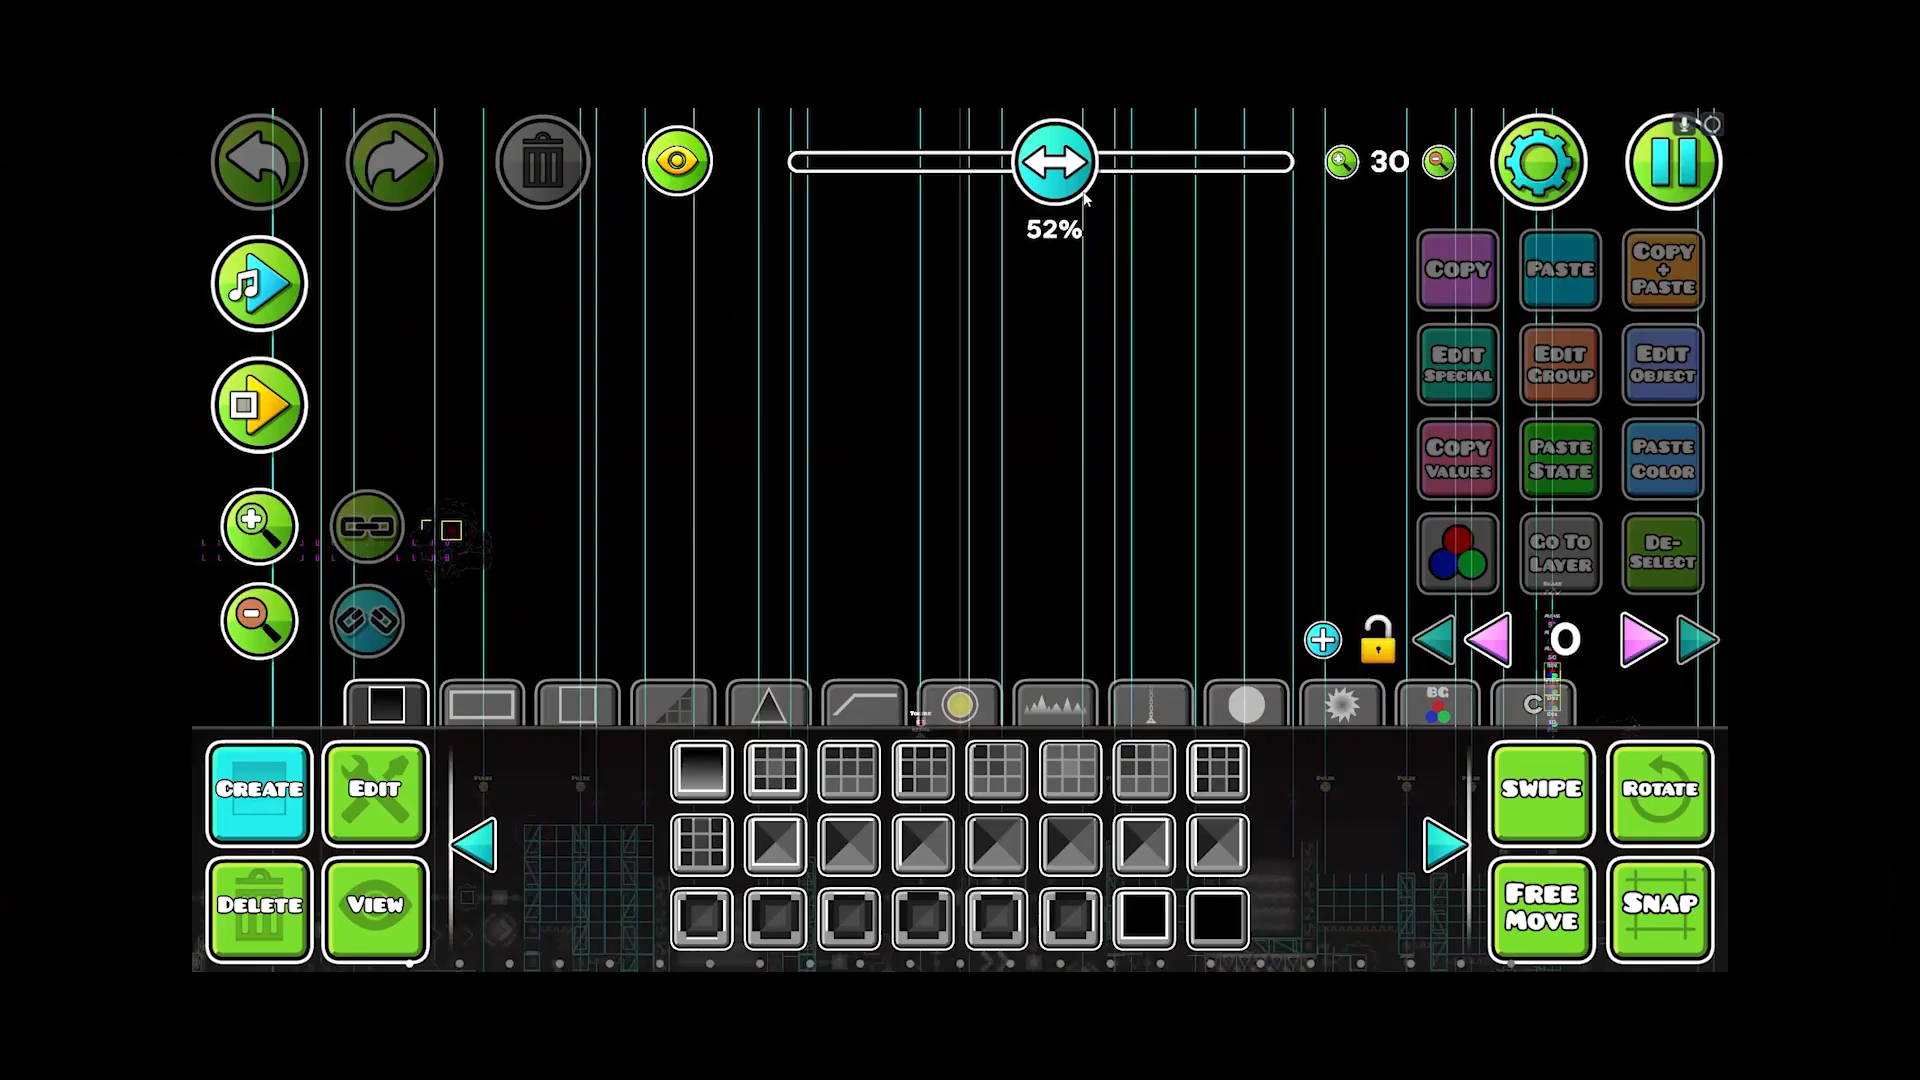 30
52%
COPY
PASTE
COPY
+
PASTE
EDIT
SPECIAL
EDIT
GROUP
EDIT
OBJECT
COPY
VALUES
PASTE
STATE
PASTE
COLOR
GO TO
LAYER
DE-
SELECT
0
BG
C
CREATE
EDIT
SWIPE
ROTATE
DELETE
VIEW
FREE
MOVE
SNAP